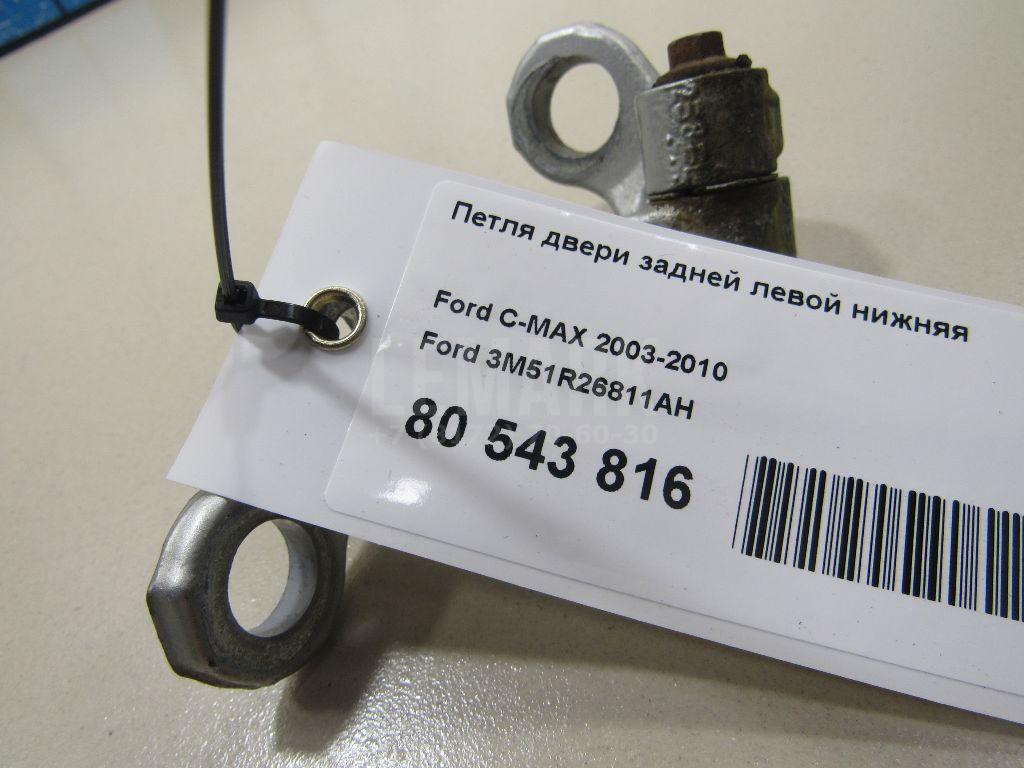 Петля двери задней левой нижняя
Ford C-MAX 2003-2010
Ford 3M51R26811AH
80 543 816